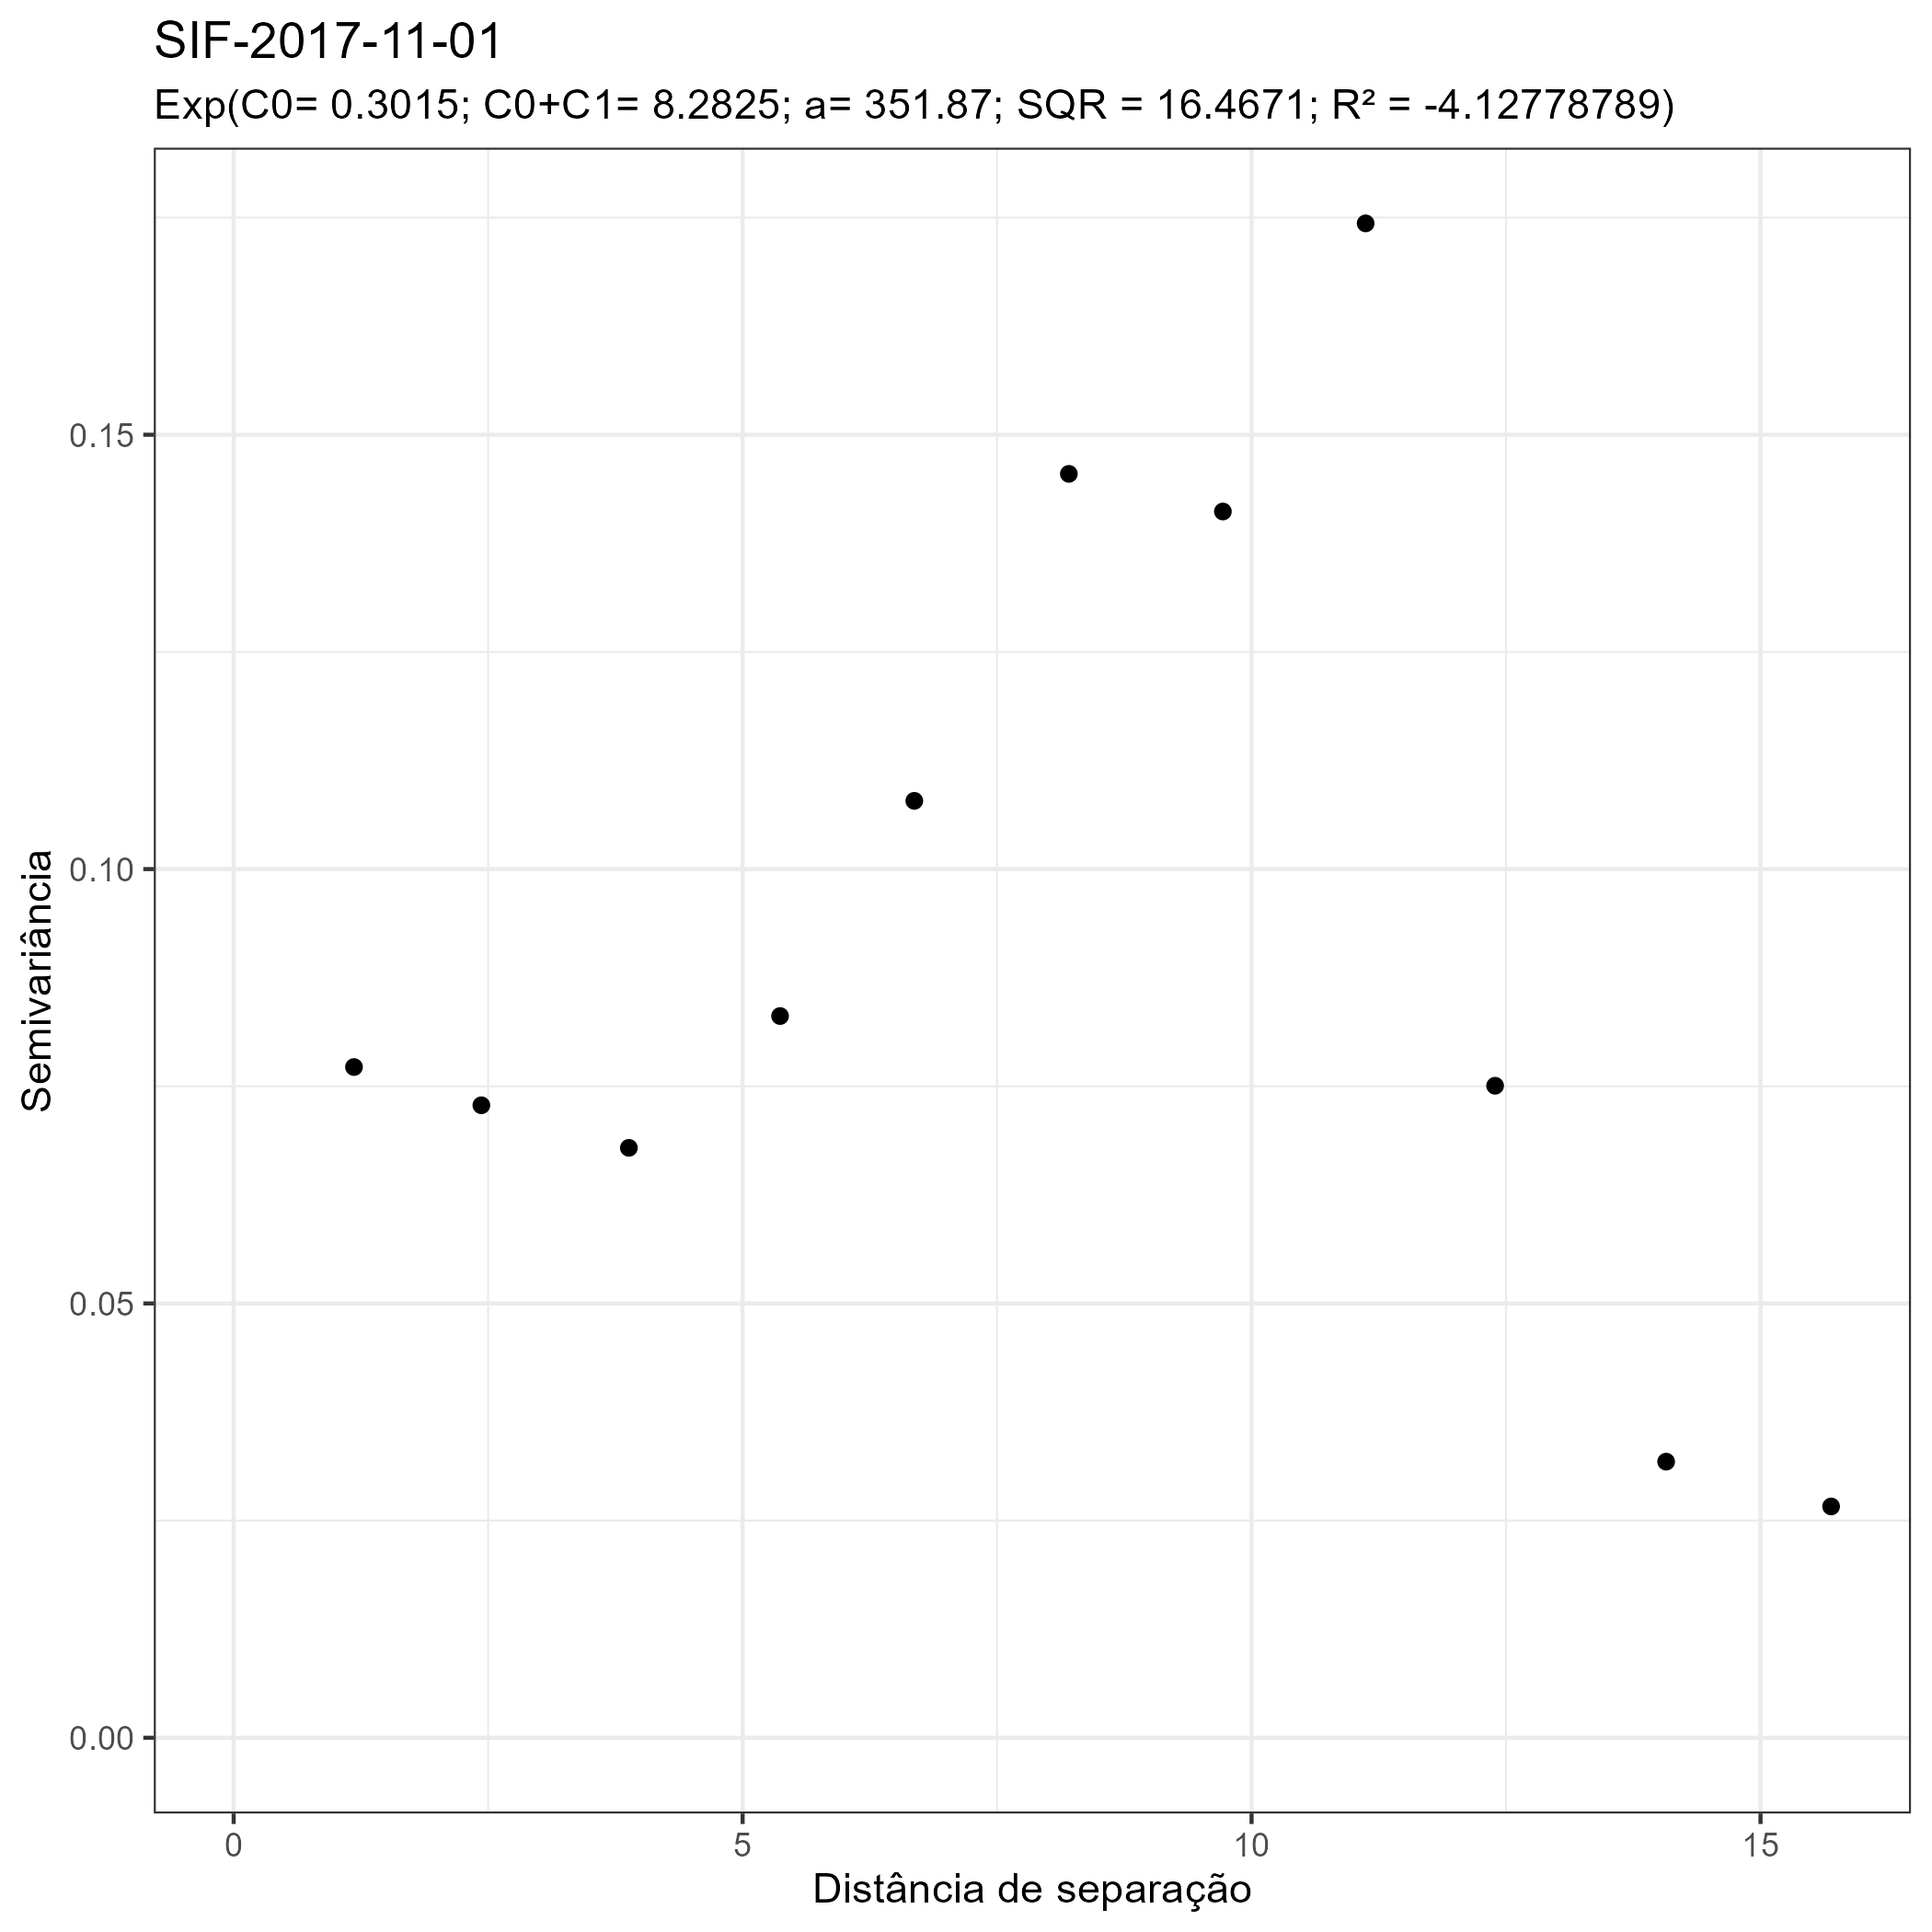 SIF-2017-11-01
Exp(C0= 0.3015; C0+C1= 8.2825; a= 351.87; SQR = 16.4671; R² = -4.12778789)
Semivariância
0.15
0.10
0.05
0.00
0 5 10 15
Distância de separação